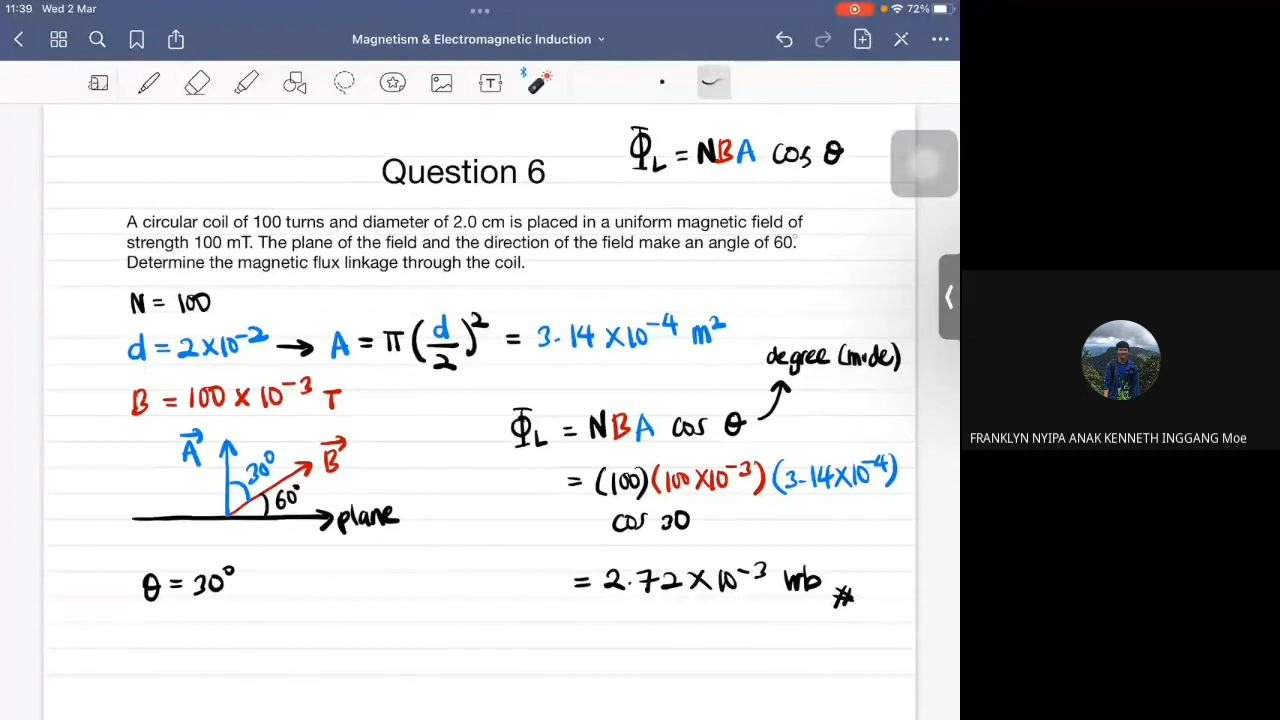 11:39 Wed 2 Mar
72%
Magnetism & Electromagnetic Induction
T
Φ_L = NBA cos θ
Question 6
A circular coil of 100 turns and diameter of 2.0 cm is placed in a uniform magnetic field of
strength 100 mT. The plane of the field and the direction of the field make an angle of 60°.
Determine the magnetic flux linkage through the coil.
N = 100
d = 2 × 10⁻² → A = π (d/2)² = 3.14 × 10⁻⁴ m²
degree (mode)
B = 100 × 10⁻³ T
Φ_L = NBA cos θ
A⃗ 30° B⃗
60°
= (100)(100×10⁻³)(3.14×10⁻⁴)
plane
cos 30
θ = 30°
= 2.72 × 10⁻³ Wb #
FRANKLYN NYIPA ANAK KENNETH INGGANG Moe